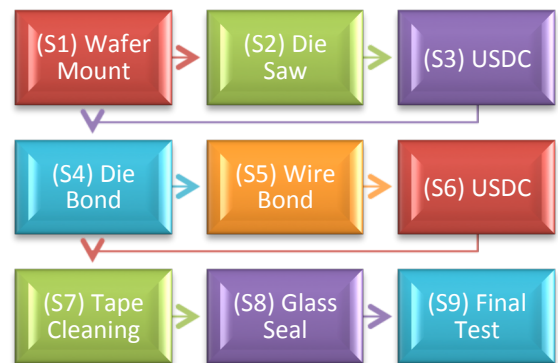 (S1) Wafer
Mount
(S2) Die
Saw
(S3) USDC
(S4) Die
Bond
(S5) Wire
Bond
(S6) USDC
(S7) Tape
Cleaning
(S8) Glass
Seal
(S9) Final
Test